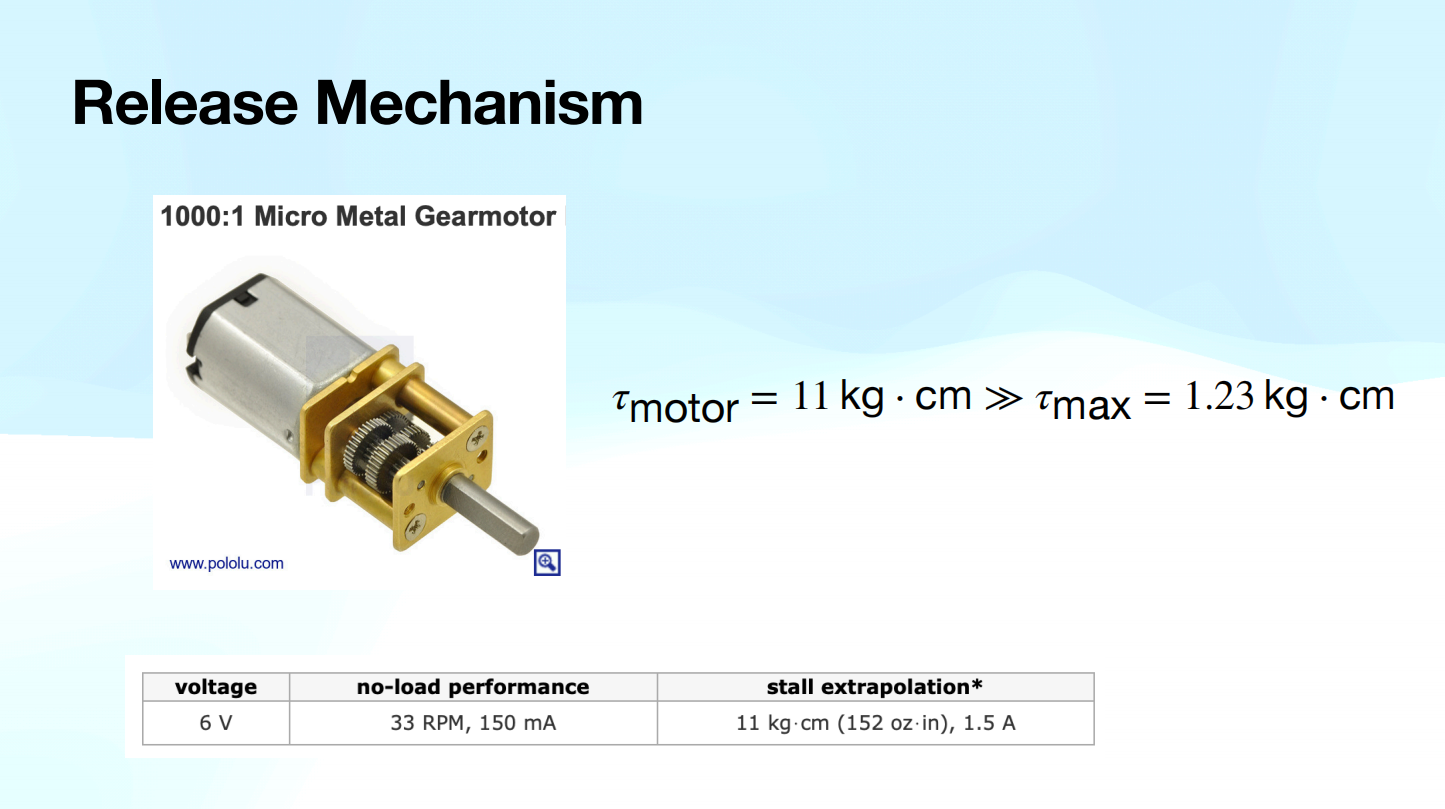 Release Mechanism
1000:1 Micro Metal Gearmotor
τmotor = 11 kg · cm ≫ τmax = 1.23 kg · cm
www.pololu.com
voltage no-load performance stall extrapolation*
6 V 33 RPM, 150 mA 11 kg·cm (152 oz·in), 1.5 A